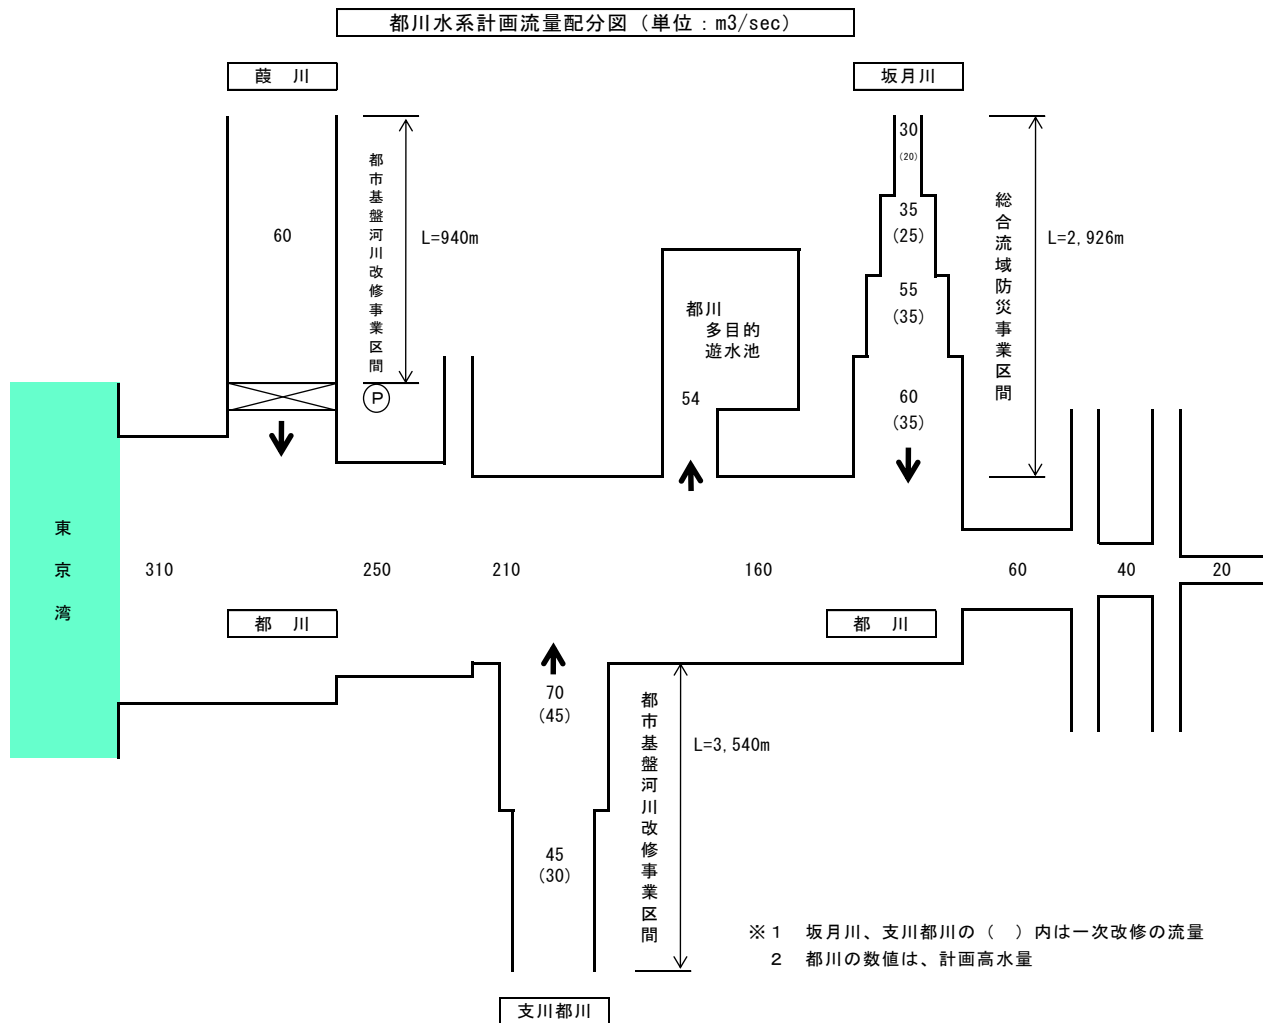 都川水系計画流量配分図（単位：m3/sec）
葭　川
坂月川
30
(20)
都市基盤河川改修事業区間
35
(25)
総合流域防災事業区間
60
L=940m
L=2,926m
55
(35)
都川
多目的
遊水池
P
54
60
(35)
東京湾
310
250
210
160
60
40
20
都　川
都　川
70
(45)
都市基盤河川改修事業区間
L=3,540m
45
(30)
※１　坂月川、支川都川の（　）内は一次改修の流量
２　都川の数値は、計画高水量
支川都川